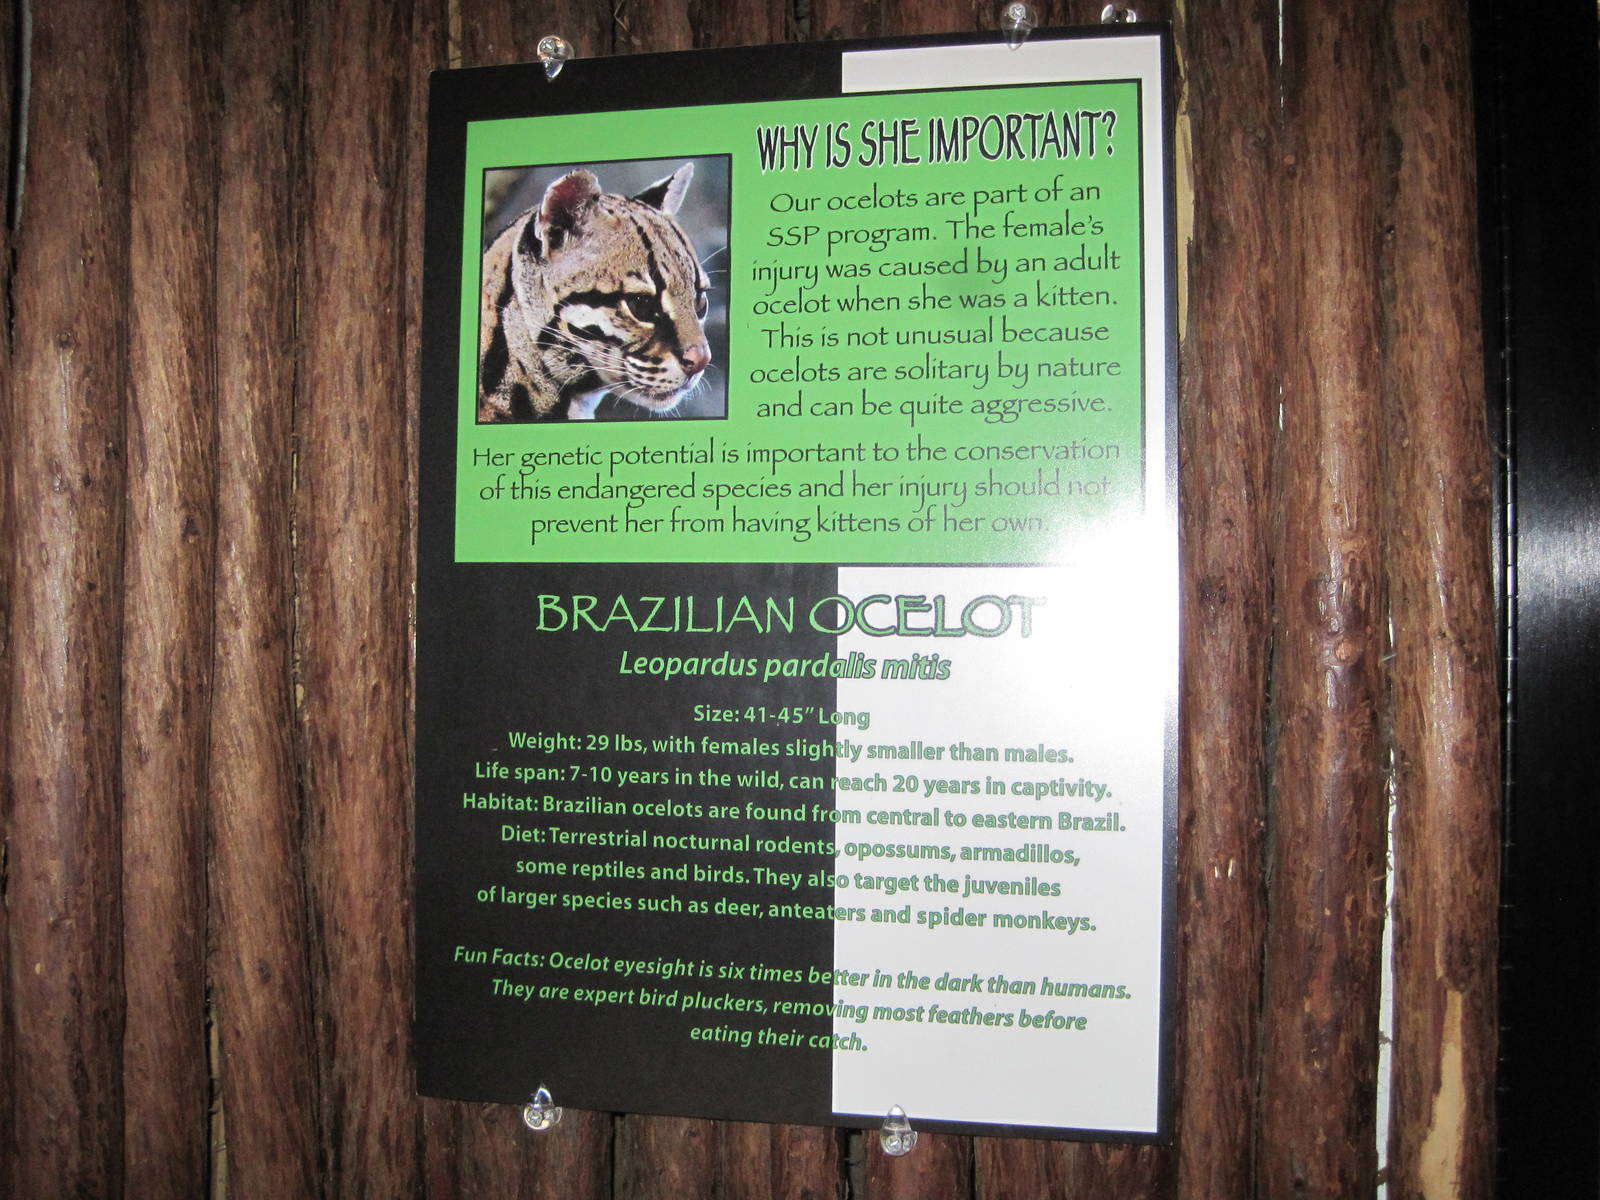 WHY IS SHE IMPORTANT?
Our ocelots are part of an
SSP program. The female's
injury was caused by an adult
ocelot when she was a kitten.
This is not unusual because
ocelots are solitary by nature
and can be quite aggressive.
Her genetic potential is important to the conservation
of this endangered species and her injury should not
prevent her from having kittens of her own.
BRAZILIAN OCELOT
Leopardus pardalis mitis
Size: 41-45" Long
Weight: 29 lbs, with females slightly smaller than males.
Life span: 7-10 years in the wild, can reach 20 years in captivity.
Habitat: Brazilian ocelots are found from central to eastern Brazil.
Diet: Terrestrial nocturnal rodents, opossums, armadillos,
some reptiles and birds. They also target the juveniles
of larger species such as deer, anteaters and spider monkeys.
Fun Facts: Ocelot eyesight is six times better in the dark than humans.
They are expert bird pluckers, removing most feathers before
eating their catch.